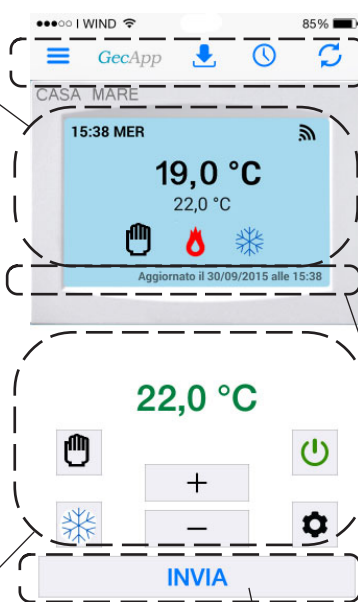 ●●●○○ I WIND 85%
GecApp
CASA MARE
15:38 MER
19,0 °C
22,0 °C
Aggiornato il 30/09/2015 alle 15:38
22,0 °C
+
−
INVIA